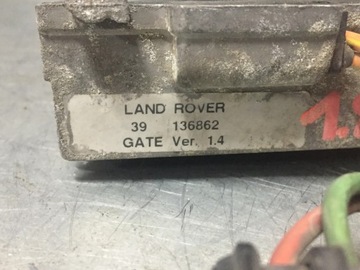 LAND ROVER
39 136862
GATE Ver. 1.4